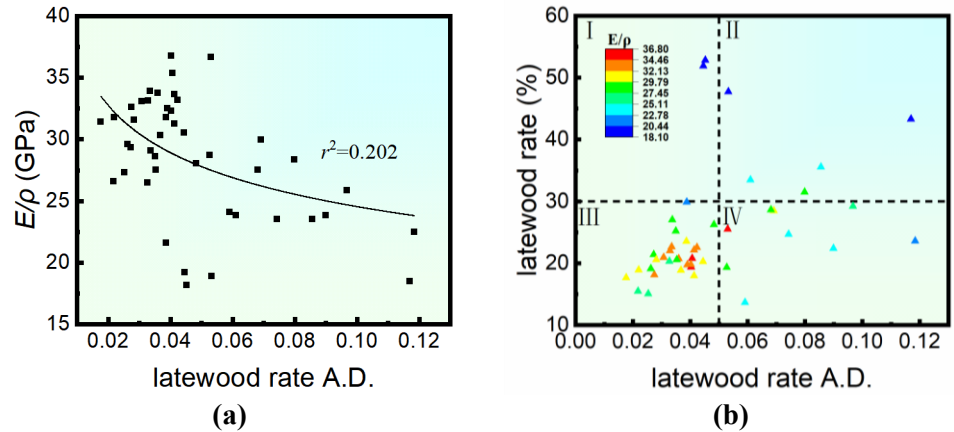 40
35
30
25
20
15
E/ρ (GPa)
r²=0.202
0.02 0.04 0.06 0.08 0.10 0.12
latewood rate A.D.
(a)
60
50
40
30
20
10
latewood rate (%)
I
II
III
IV
E/ρ
36.80
34.46
32.13
29.79
27.45
25.11
22.78
20.44
18.10
0.00 0.02 0.04 0.06 0.08 0.10 0.12
latewood rate A.D.
(b)